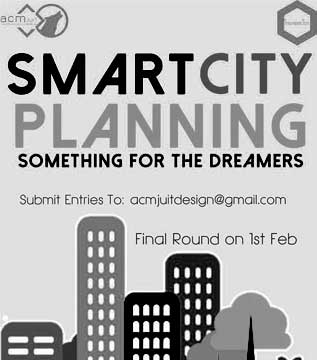 acm
SMARTCITY
PLANNING
SOMETHING FOR THE DREAMERS
Submit Entries To: acmjuitdesign@gmail.com
Final Round on 1st Feb